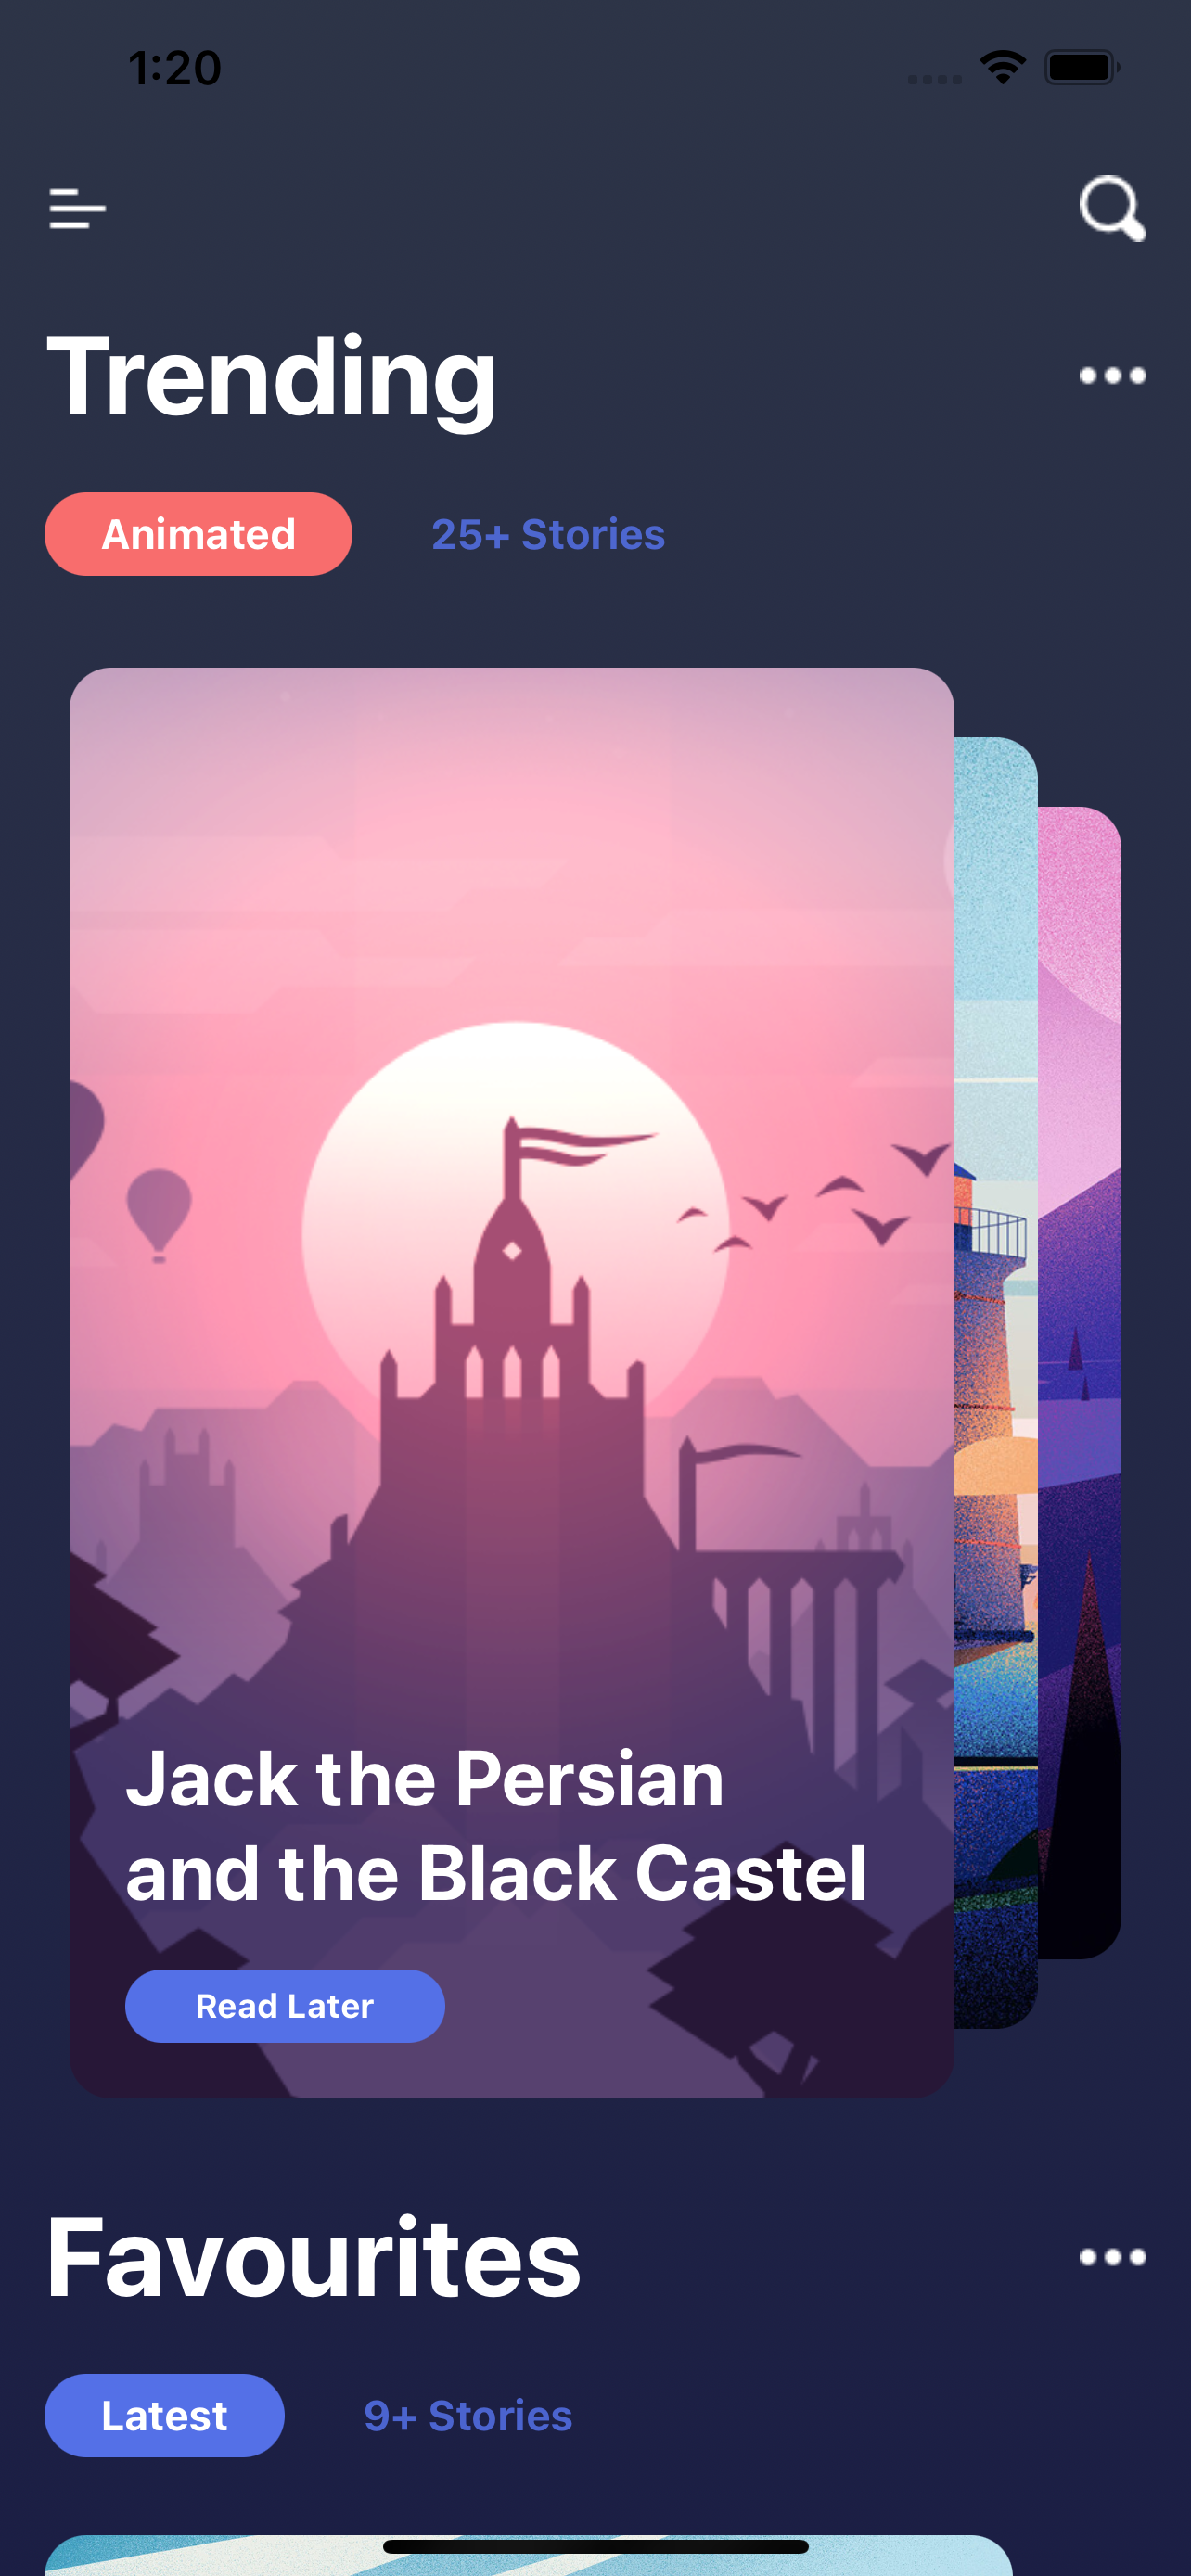 1:20
Trending
Animated
25+ Stories
Jack the Persian
and the Black Castel
Read Later
Favourites
Latest
9+ Stories